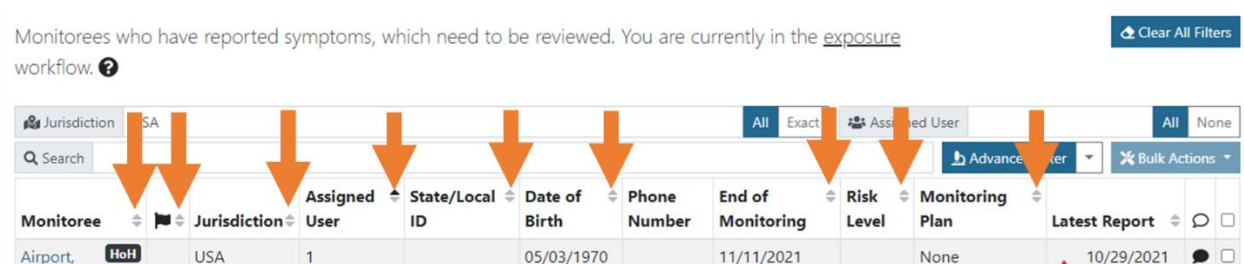 Monitorees who have reported symptoms, which need to be reviewed. You are currently in the exposure
workflow.
Clear All Filters
Jurisdiction SA All Exact Assigned User All None
Search Advance ter Bulk Actions
Monitoree Jurisdiction Assigned User State/Local ID Date of Birth Phone Number End of Monitoring Risk Level Monitoring Plan Latest Report
Airport, HoH USA 1 05/03/1970 11/11/2021 None 10/29/2021